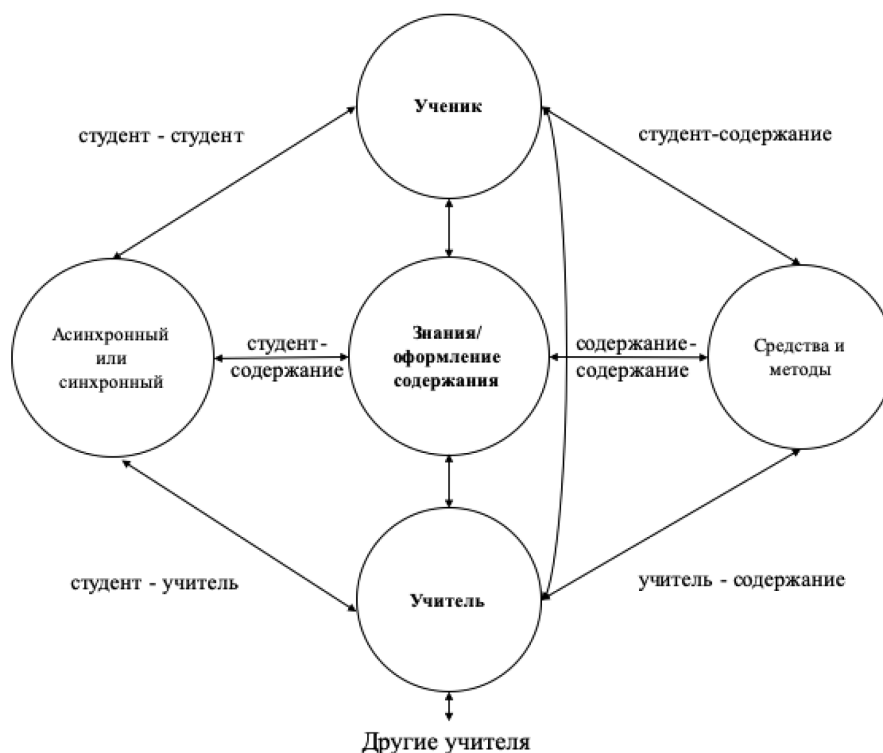 Ученик
студент - студент
студент-содержание
Асинхронный
или
синхронный
студент-
содержание
Знания/
оформление
содержания
содержание-
содержание
Средства и
методы
студент - учитель
Учитель
учитель - содержание
Другие учителя